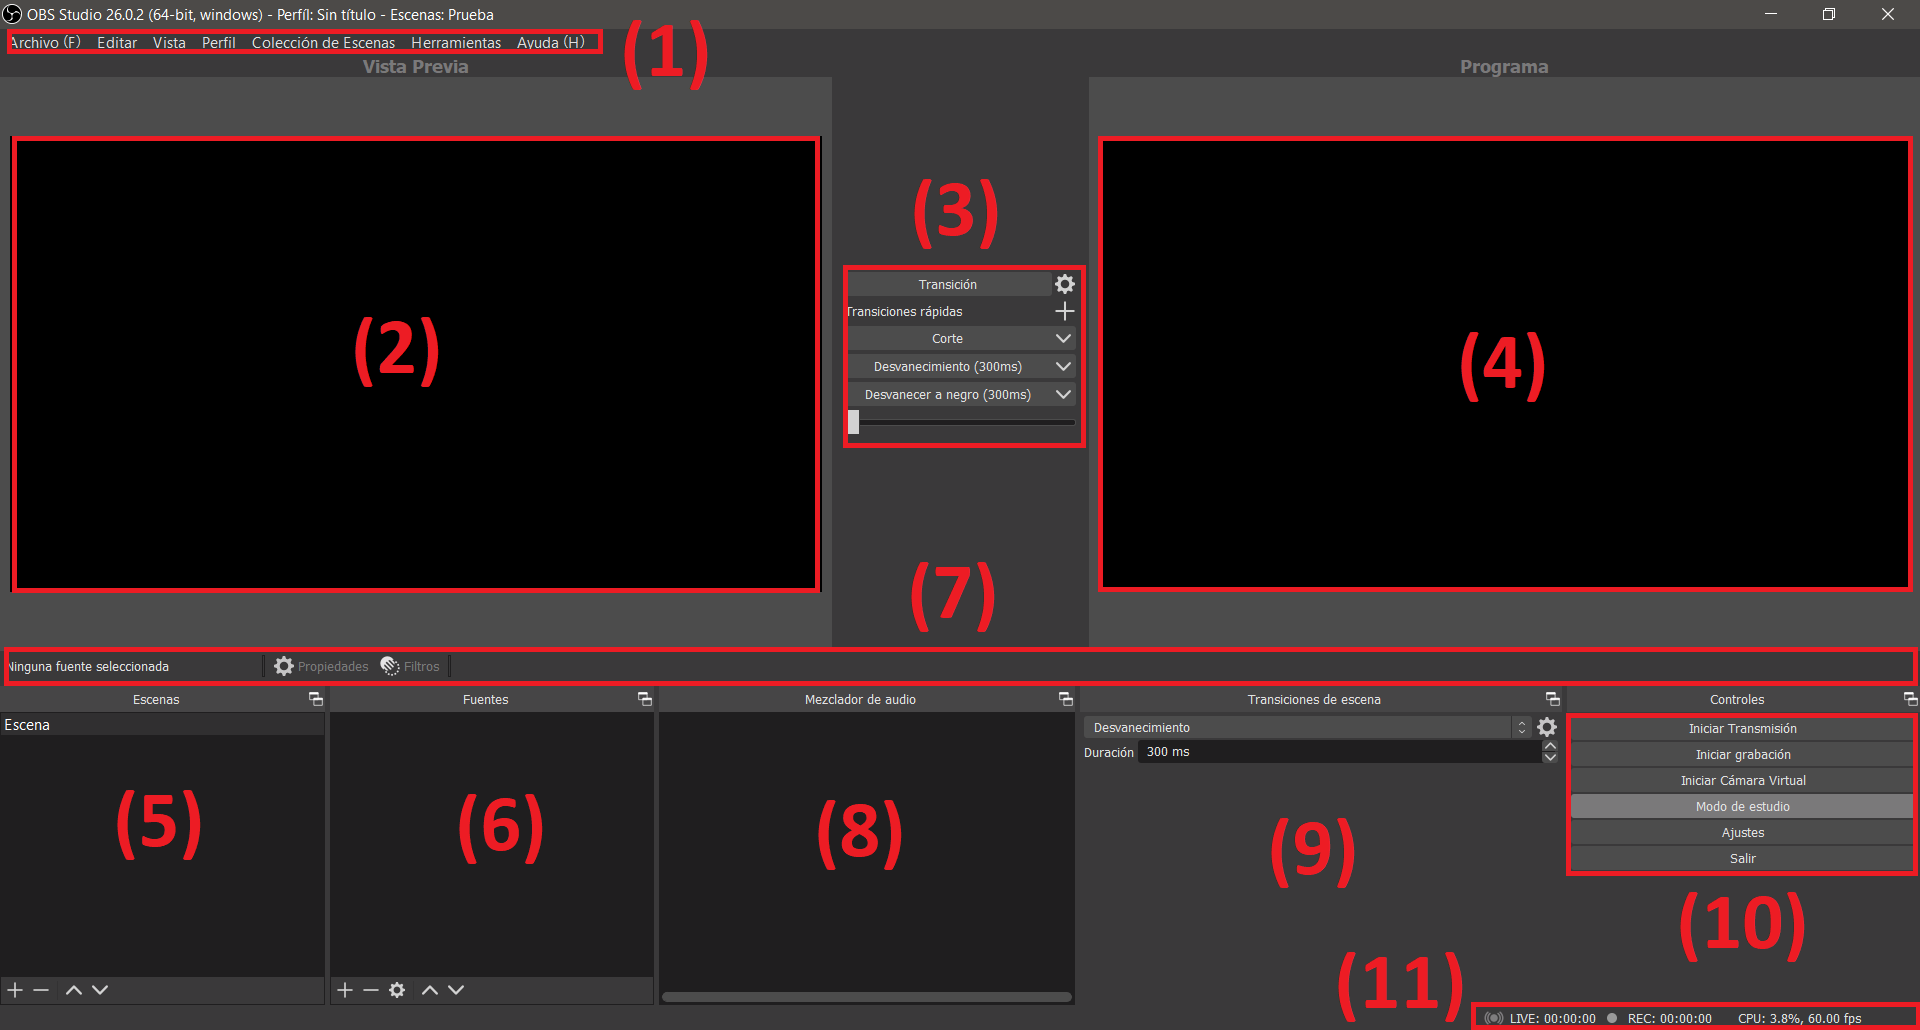 OBS Studio 26.0.2 (64-bit, windows) - Perfíl: Sin título - Escenas: Prueba
Archivo (F) Editar Vista Perfil Colección de Escenas Herramientas Ayuda (H)
(1)
Vista Previa
Programa
(2)
(3)
Transición
Transiciones rápidas
Corte
Desvanecimiento (300ms)
Desvanecer a negro (300ms)
(4)
(7)
Ninguna fuente seleccionada Propiedades Filtros
Escenas
Escena
(5)
Fuentes
(6)
Mezclador de audio
(8)
Transiciones de escena
Desvanecimiento
Duración 300 ms
(9)
Controles
Iniciar Transmisión
Iniciar grabación
Iniciar Cámara Virtual
Modo de estudio
Ajustes
Salir
(10)
(11)
LIVE: 00:00:00 REC: 00:00:00 CPU: 3.8%, 60.00 fps